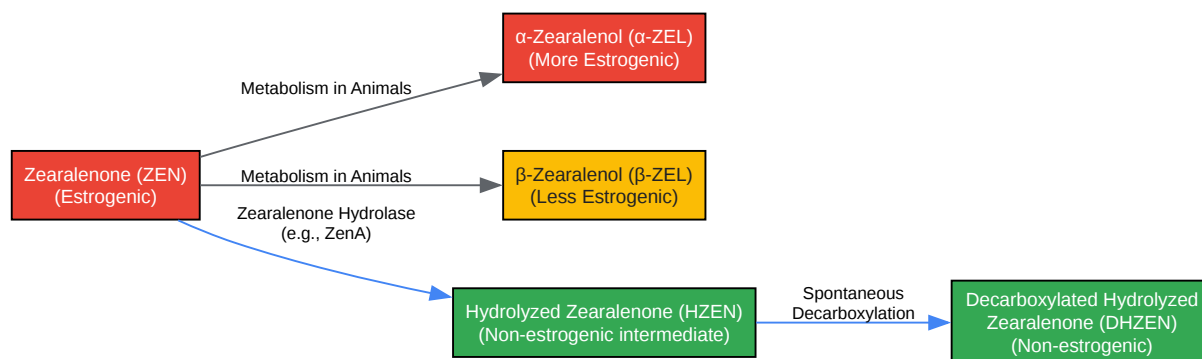 α-Zearalenol (α-ZEL)
(More Estrogenic)
Metabolism in Animals
Zearalenone (ZEN)
(Estrogenic)
Metabolism in Animals
β-Zearalenol (β-ZEL)
(Less Estrogenic)
Zearalenone Hydrolase
(e.g., ZenA)
Hydrolyzed Zearalenone (HZEN)
(Non-estrogenic intermediate)
Spontaneous
Decarboxylation
Decarboxylated Hydrolyzed
Zearalenone (DHZEN)
(Non-estrogenic)